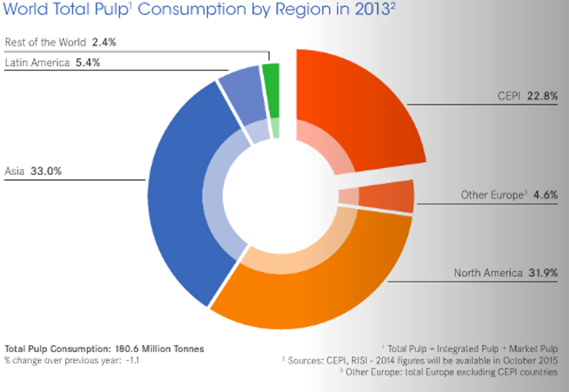 World Total Pulp¹ Consumption by Region in 2013²
Rest of the World 2.4%
Latin America 5.4%
CEPI 22.8%
Asia 33.0%
Other Europe³ 4.6%
North America 31.9%
Total Pulp Consumption: 180.6 Million Tonnes
% change over previous year: -1.1
¹ Total Pulp = Integrated Pulp + Market Pulp
² Sources: CEPI, RISI - 2014 figures will be available in October 2015
³ Other Europe: total Europe excluding CEPI countries